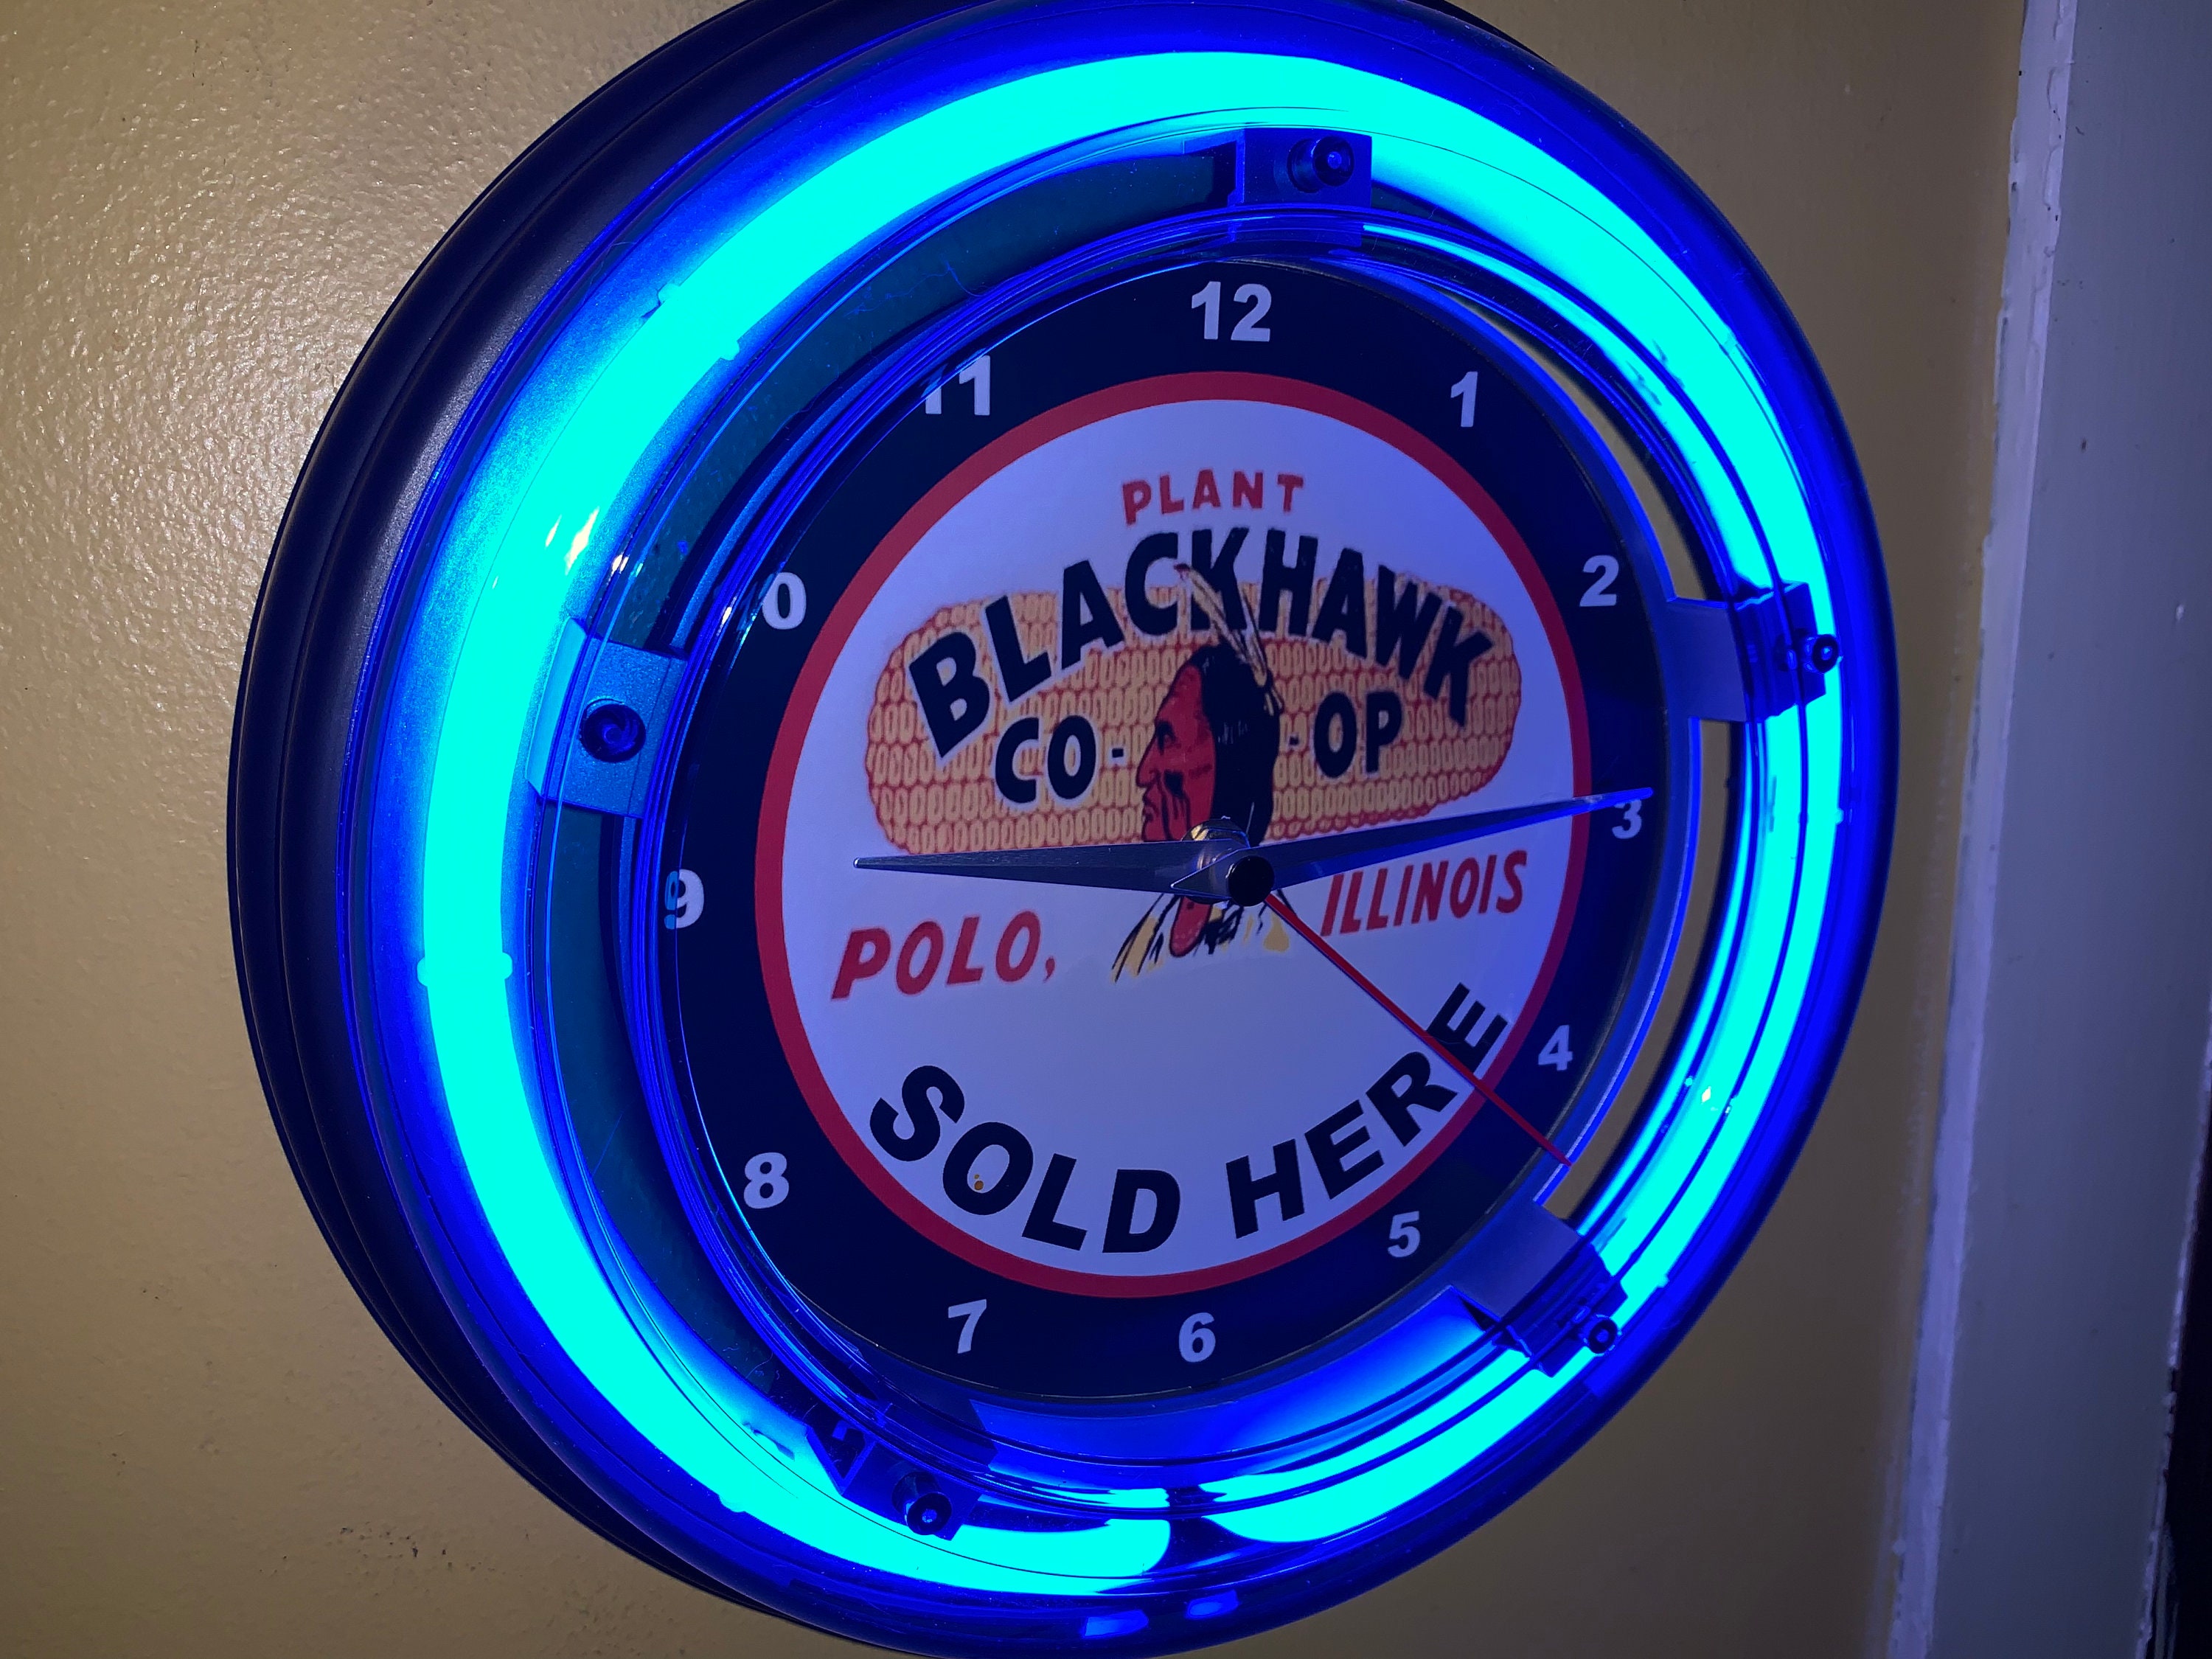 12
11
1
PLANT
2
0
BLACKHAWK
CO-OP
3
9
POLO, ILLINOIS
4
SOLD HERE
8
5
7
6